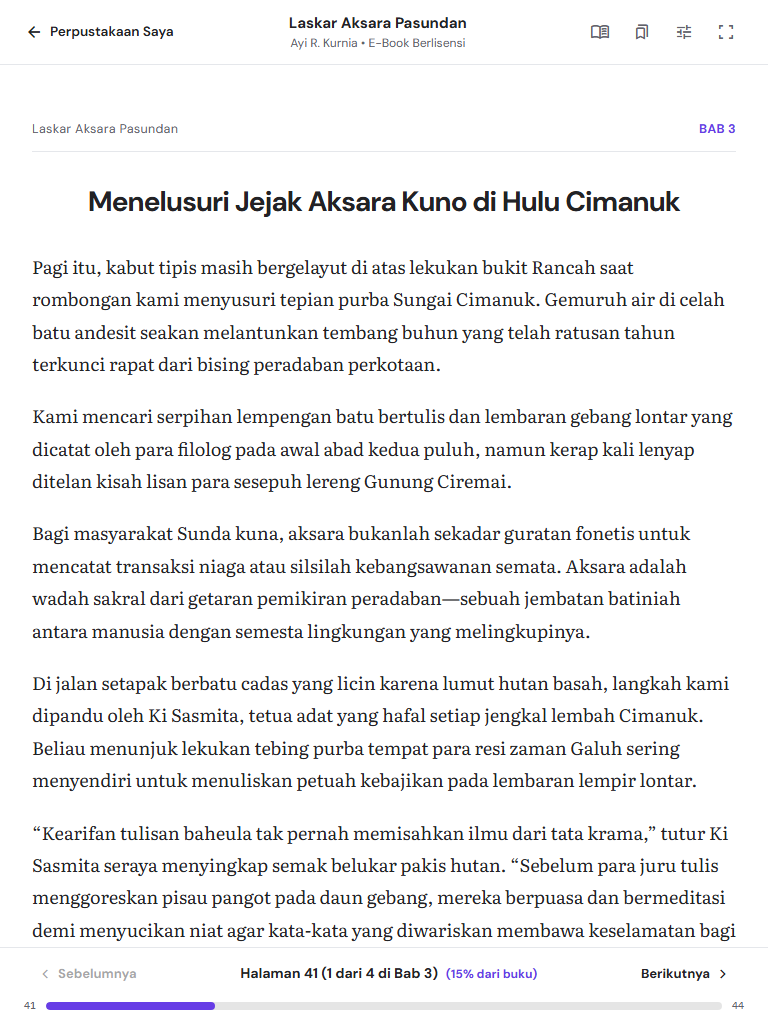 Perpustakaan Saya
Laskar Aksara Pasundan
Ayi R. Kurnia • E-Book Berlisensi
Laskar Aksara Pasundan
BAB 3
Menelusuri Jejak Aksara Kuno di Hulu Cimanuk
Pagi itu, kabut tipis masih bergelayut di atas lekukan bukit Rancah saat
rombongan kami menyusuri tepian purba Sungai Cimanuk. Gemuruh air di celah
batu andesit seakan melantunkan tembang buhun yang telah ratusan tahun
terkunci rapat dari bising peradaban perkotaan.
Kami mencari serpihan lempengan batu bertulis dan lembaran gebang lontar yang
dicatat oleh para filolog pada awal abad kedua puluh, namun kerap kali lenyap
ditelan kisah lisan para sesepuh lereng Gunung Ciremai.
Bagi masyarakat Sunda kuna, aksara bukanlah sekadar guratan fonetis untuk
mencatat transaksi niaga atau silsilah kebangsawanan semata. Aksara adalah
wadah sakral dari getaran pemikiran peradaban—sebuah jembatan batiniah
antara manusia dengan semesta lingkungan yang melingkupinya.
Di jalan setapak berbatu cadas yang licin karena lumut hutan basah, langkah kami
dipandu oleh Ki Sasmita, tetua adat yang hafal setiap jengkal lembah Cimanuk.
Beliau menunjuk lekukan tebing purba tempat para resi zaman Galuh sering
menyendiri untuk menuliskan petuah kebajikan pada lembaran lempir lontar.
“Kearifan tulisan baheula tak pernah memisahkan ilmu dari tata krama,” tutur Ki
Sasmita seraya menyingkap semak belukar pakis hutan. “Sebelum para juru tulis
menggoreskan pisau pangot pada daun gebang, mereka berpuasa dan bermeditasi
demi menyucikan niat agar kata-kata yang diwariskan membawa keselamatan bagi
Sebelumnya
Halaman 41 (1 dari 4 di Bab 3) (15% dari buku)
Berikutnya
41
44